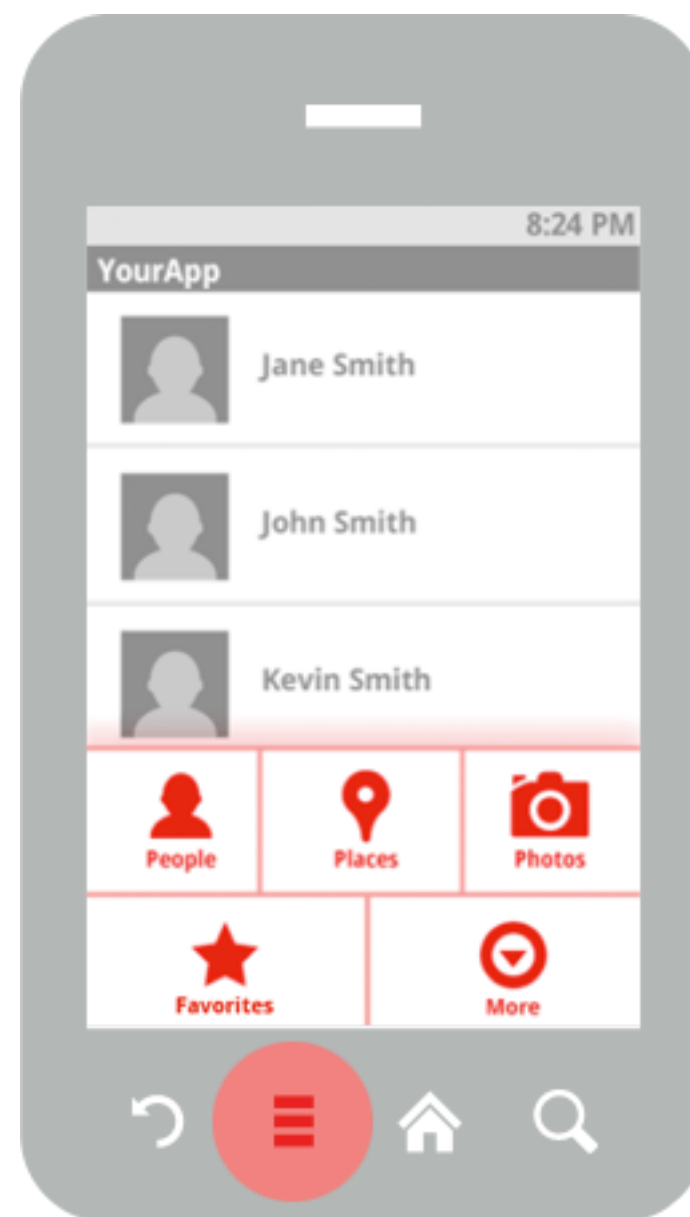 8:24 PM
YourApp
Jane Smith
John Smith
Kevin Smith
People Places Photos
Favorites More